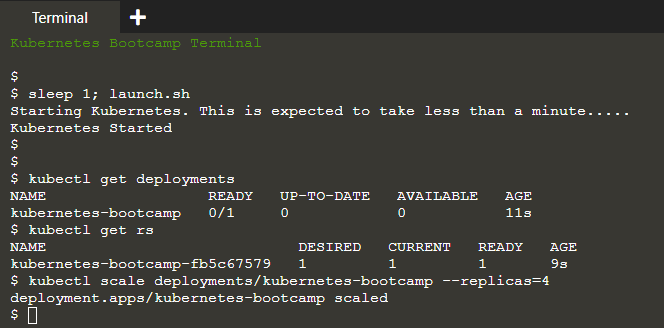 Terminal +
Kubernetes Bootcamp Terminal
$
$ sleep 1; launch.sh
Starting Kubernetes. This is expected to take less than a minute.....
Kubernetes Started
$
$
$ kubectl get deployments
NAME READY UP-TO-DATE AVAILABLE AGE
kubernetes-bootcamp 0/1 0 0 11s
$ kubectl get rs
NAME DESIRED CURRENT READY AGE
kubernetes-bootcamp-fb5c67579 1 1 1 9s
$ kubectl scale deployments/kubernetes-bootcamp --replicas=4
deployment.apps/kubernetes-bootcamp scaled
$